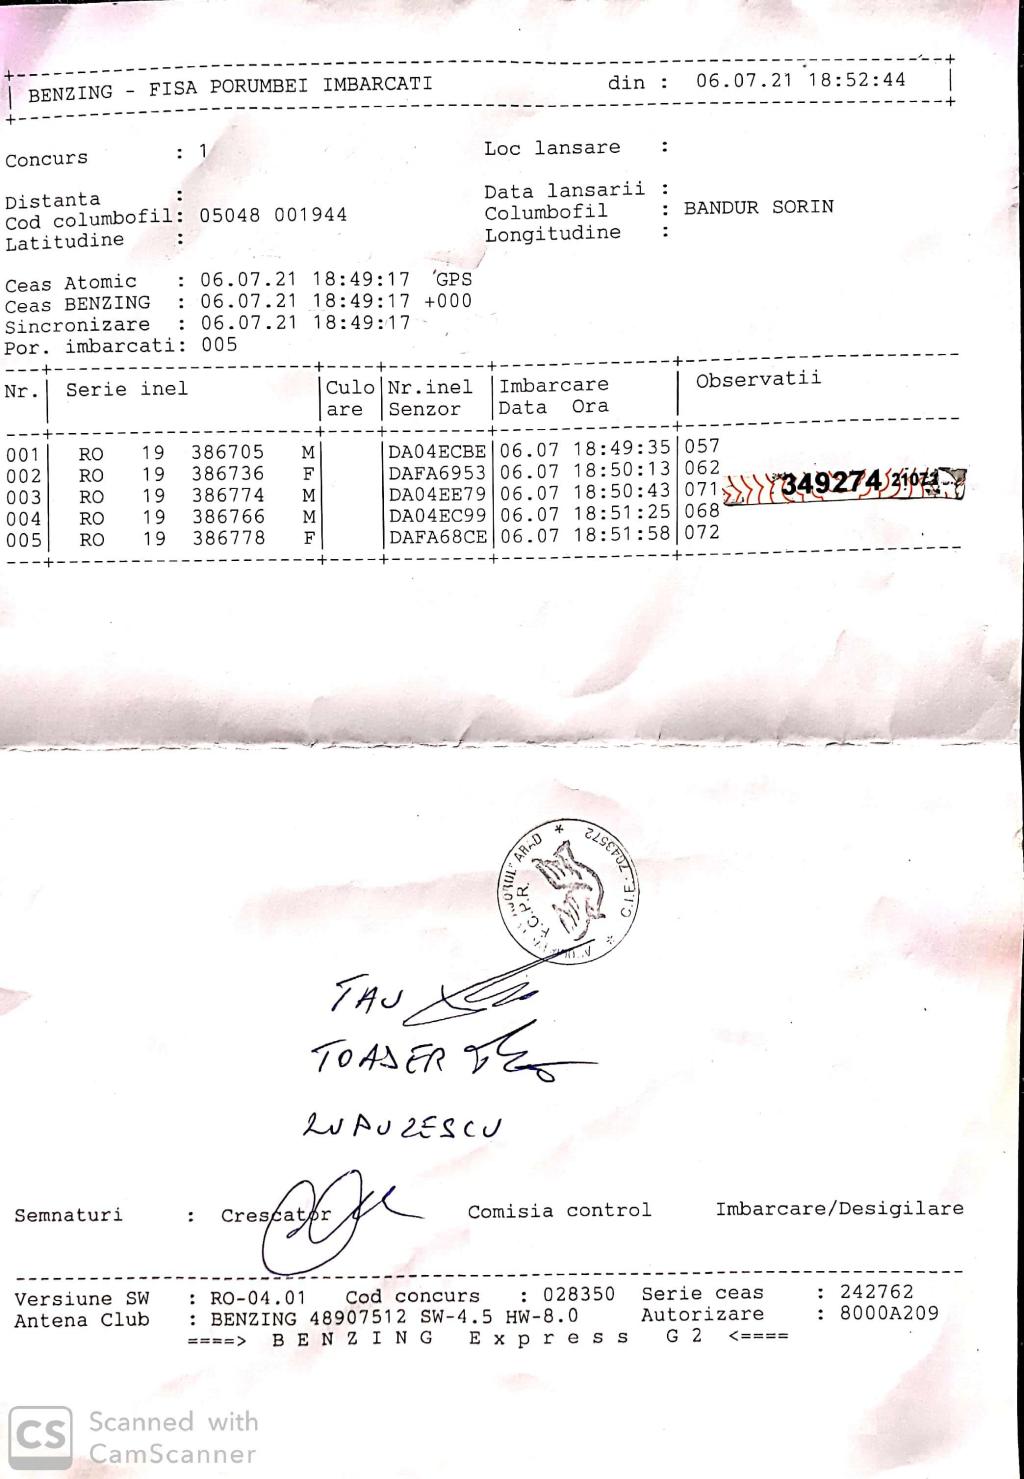 BENZING - FISA PORUMBEI IMBARCATI din : 06.07.21 18:52:44
Concurs : 1 Loc lansare :
Distanta : Data lansarii :
Cod columbofil: 05048 001944 Columbofil : BANDUR SORIN
Latitudine : Longitudine :
Ceas Atomic : 06.07.21 18:49:17 GPS
Ceas BENZING : 06.07.21 18:49:17 +000
Sincronizare : 06.07.21 18:49:17
Por. imbarcati: 005
Nr. Serie inel Culo Nr.inel Imbarcare Observatii
are Senzor Data Ora
001 RO 19 386705 M DA04ECBE 06.07 18:49:35 057
002 RO 19 386736 F DAFA6953 06.07 18:50:13 062
003 RO 19 386774 M DA04EE79 06.07 18:50:43 071 349274
004 RO 19 386766 M DA04EC99 06.07 18:51:25 068
005 RO 19 386778 F DAFA68CE 06.07 18:51:58 072
ARAD * C.I.F. 7043572 *
F.C.P.R.
TAU
TOADER
LUPULESCU
Semnaturi : Crescator Comisia control Imbarcare/Desigilare
Versiune SW : RO-04.01 Cod concurs : 028350 Serie ceas : 242762
Antena Club : BENZING 48907512 SW-4.5 HW-8.0 Autorizare : 8000A209
====> B E N Z I N G E x p r e s s G 2 <====
CS Scanned with
CamScanner